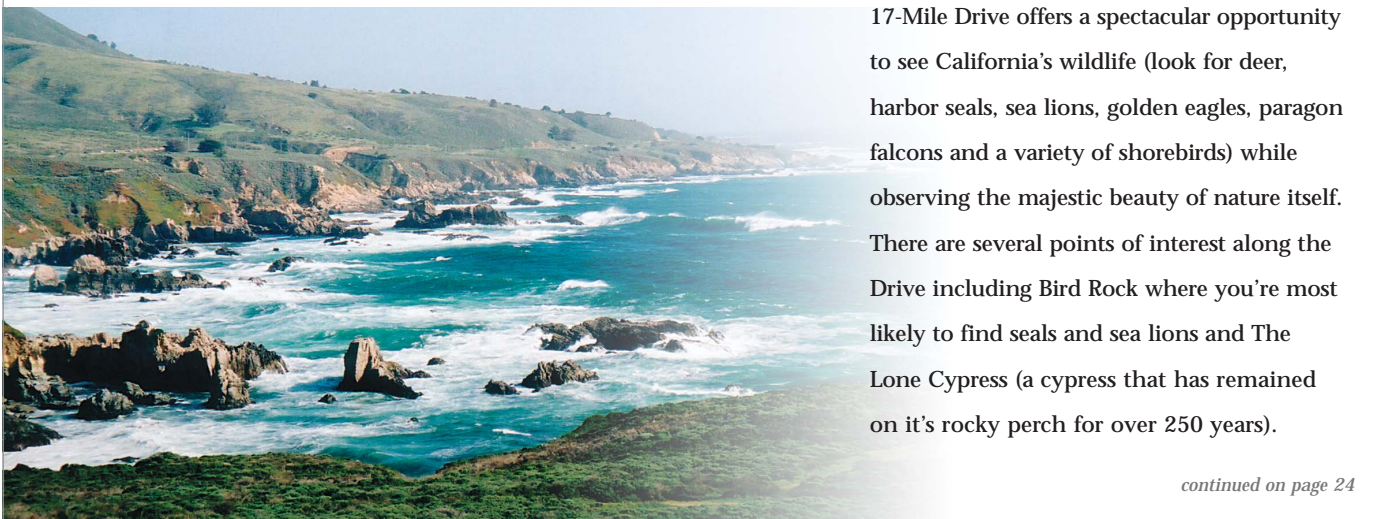 17-Mile Drive offers a spectacular opportunity
to see California's wildlife (look for deer,
harbor seals, sea lions, golden eagles, paragon
falcons and a variety of shorebirds) while
observing the majestic beauty of nature itself.
There are several points of interest along the
Drive including Bird Rock where you're most
likely to find seals and sea lions and The
Lone Cypress (a cypress that has remained
on it's rocky perch for over 250 years).
continued on page 24